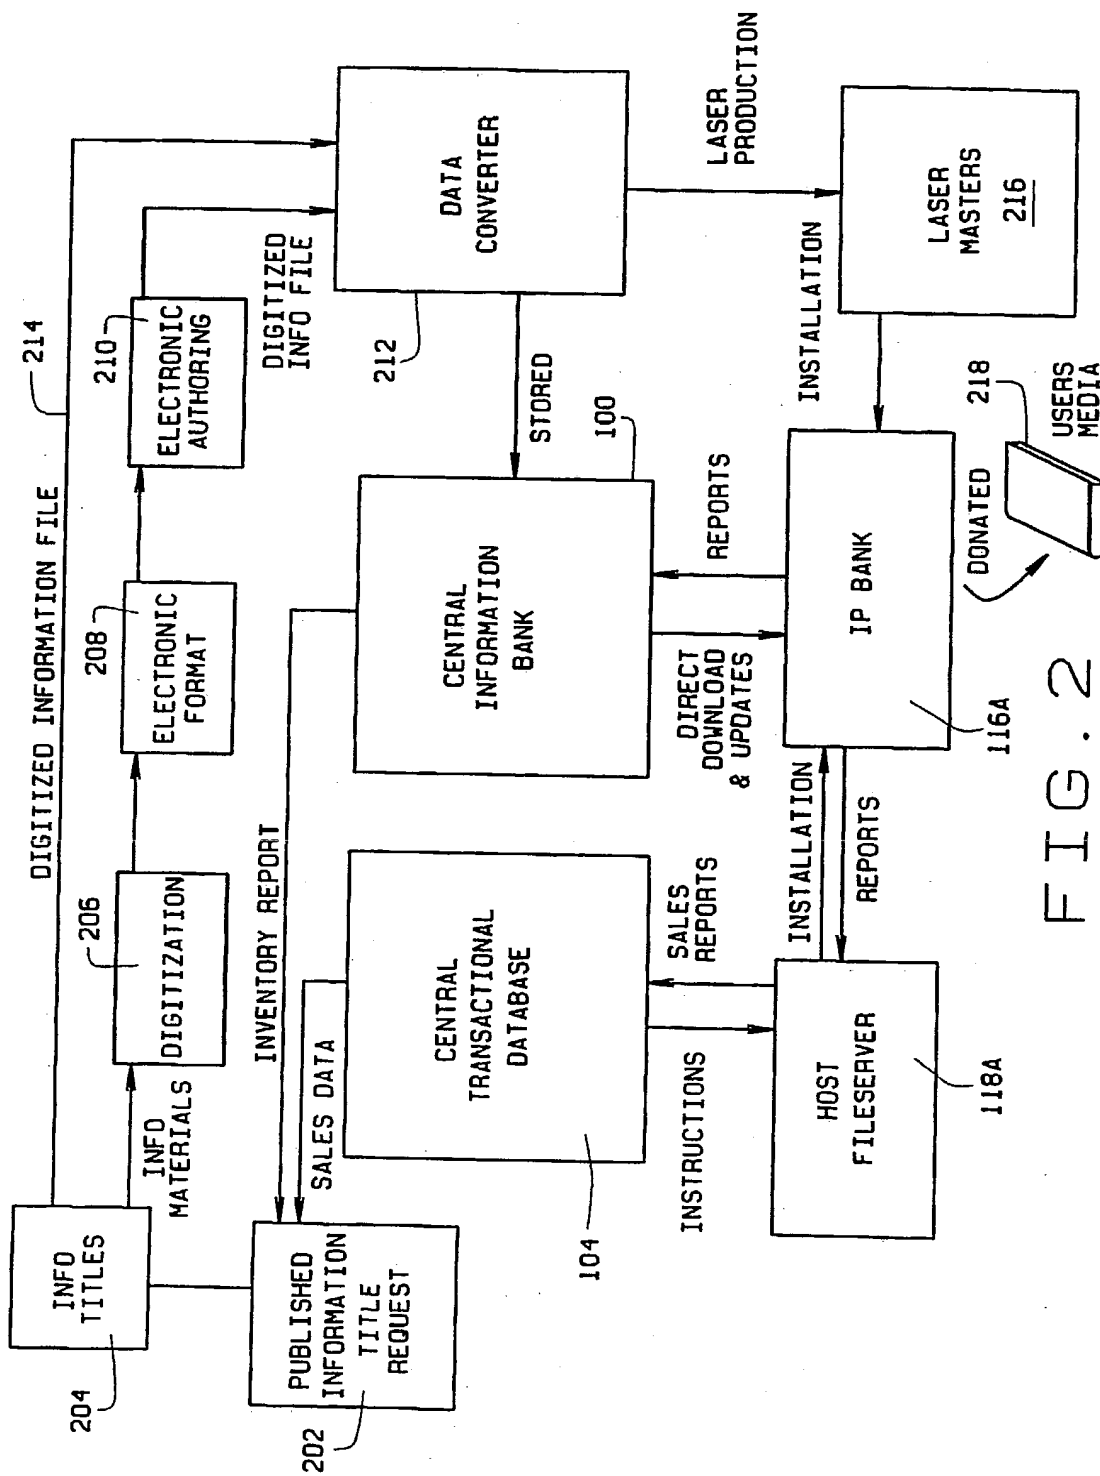 DIGITIZED INFORMATION FILE
214
INFO
TITLES
204
INFO
MATERIALS
DIGITIZATION
206
ELECTRONIC
FORMAT
208
ELECTRONIC
AUTHORING
210
DIGITIZED
INFO FILE
PUBLISHED
INFORMATION
TITLE
REQUEST
202
INVENTORY REPORT
SALES DATA
CENTRAL
TRANSACTIONAL
DATABASE
104
CENTRAL
INFORMATION
BANK
100
STORED
DATA
CONVERTER
212
LASER
PRODUCTION
INSTRUCTIONS
SALES
REPORTS
DIRECT
DOWNLOAD
& UPDATES
REPORTS
HOST
FILESERVER
118A
INSTALLATION
REPORTS
IP BANK
116A
INSTALLATION
LASER
MASTERS
216
DONATED
218
USERS
MEDIA
FIG. 2